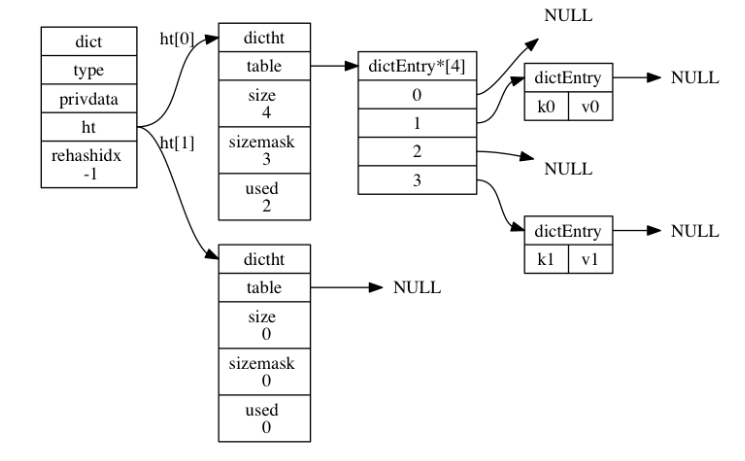 dict
type
privdata
ht
rehashidx
-1
ht[0]
ht[1]
dictht
table
size
4
sizemask
3
used
2
dictht
table
size
0
sizemask
0
used
0
NULL
dictEntry*[4]
0
1
2
3
NULL
dictEntry
k0 v0
NULL
NULL
dictEntry
k1 v1
NULL